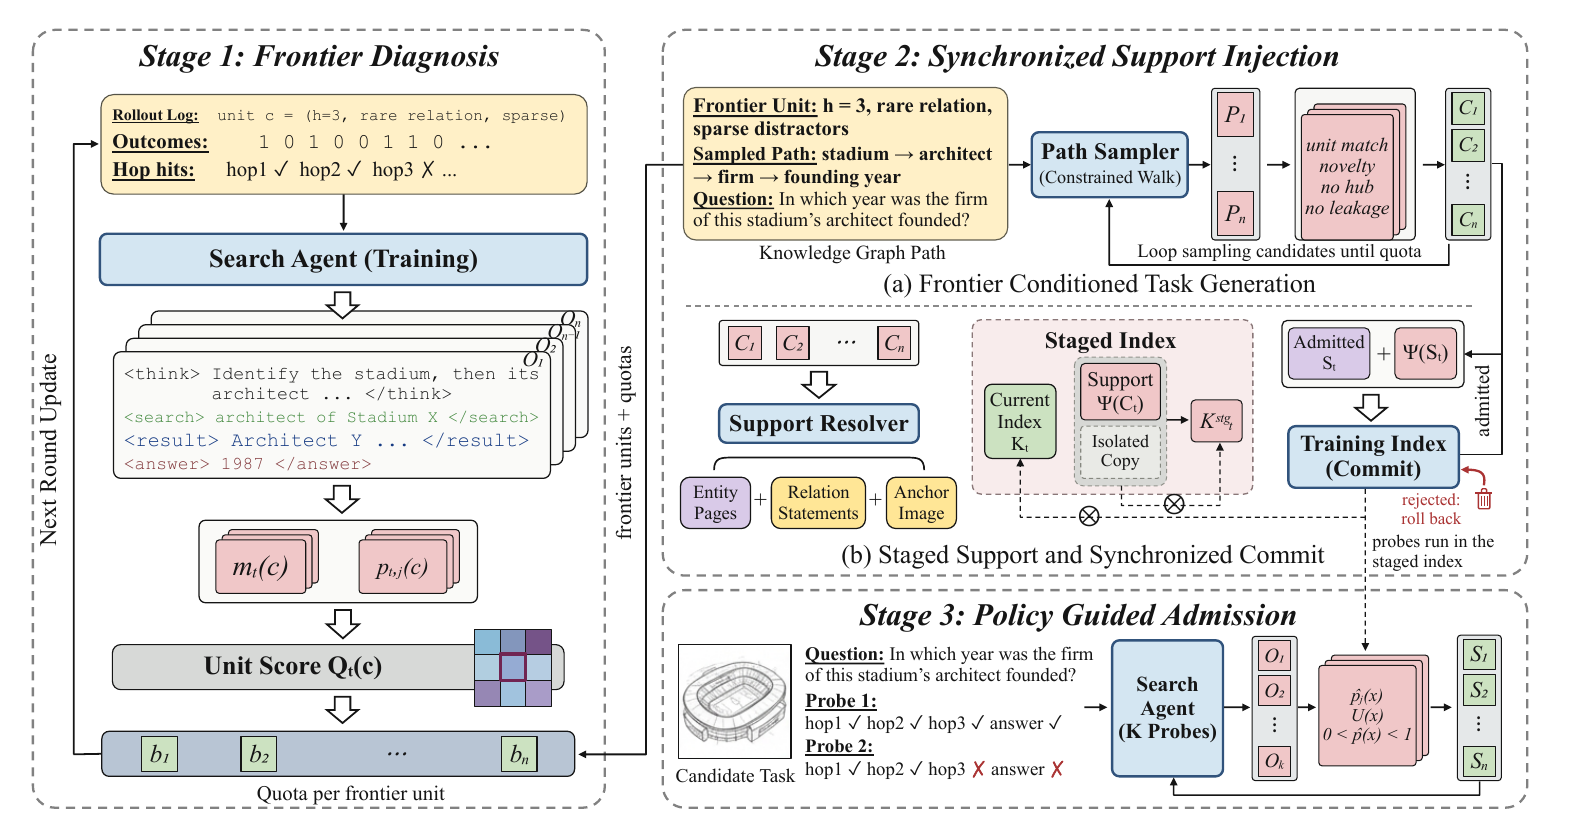 Stage 1: Frontier Diagnosis
Rollout Log: unit c = (h=3, rare relation, sparse)
Outcomes: 1 0 1 0 0 1 1 0 ...
Hop hits: hop1 ✓ hop2 ✓ hop3 ✗ ...
Search Agent (Training)
Oₙ
Oₙ₋₁
O₂
O₁
<think> Identify the stadium, then its
architect ... </think>
<search> architect of Stadium X </search>
<result> Architect Y ... </result>
<answer> 1987 </answer>
mₜ(c) pₜ,ⱼ(c)
Unit Score Qₜ(c)
b₁ b₂ ... bₙ
Quota per frontier unit
Next Round Update
frontier units + quotas
Stage 2: Synchronized Support Injection
Frontier Unit: h = 3, rare relation,
sparse distractors
Sampled Path: stadium → architect
→ firm → founding year
Question: In which year was the firm
of this stadium's architect founded?
Knowledge Graph Path
Path Sampler
(Constrained Walk)
P₁
⋮
Pₙ
unit match
novelty
no hub
no leakage
C₁
C₂
⋮
Cₙ
Loop sampling candidates until quota
(a) Frontier Conditioned Task Generation
C₁ C₂ ... Cₙ
Support Resolver
Entity
Pages
+
Relation
Statements
+
Anchor
Image
Staged Index
Current
Index
Kₜ
Support
Ψ(Cₜ)
Isolated
Copy
Kˢᵗᵍₜ
Admitted
Sₜ
+
Ψ(Sₜ)
admitted
Training Index
(Commit)
rejected:
roll back
probes run in the
staged index
(b) Staged Support and Synchronized Commit
Stage 3: Policy Guided Admission
Candidate Task
Question: In which year was the firm
of this stadium's architect founded?
Probe 1:
hop1 ✓ hop2 ✓ hop3 ✓ answer ✓
Probe 2:
hop1 ✓ hop2 ✓ hop3 ✗ answer ✗
Search
Agent
(K Probes)
O₁
O₂
⋮
Oₖ
p̂ⱼ(x)
U(x)
0 < p̂(x) < 1
S₁
S₂
⋮
Sₙ